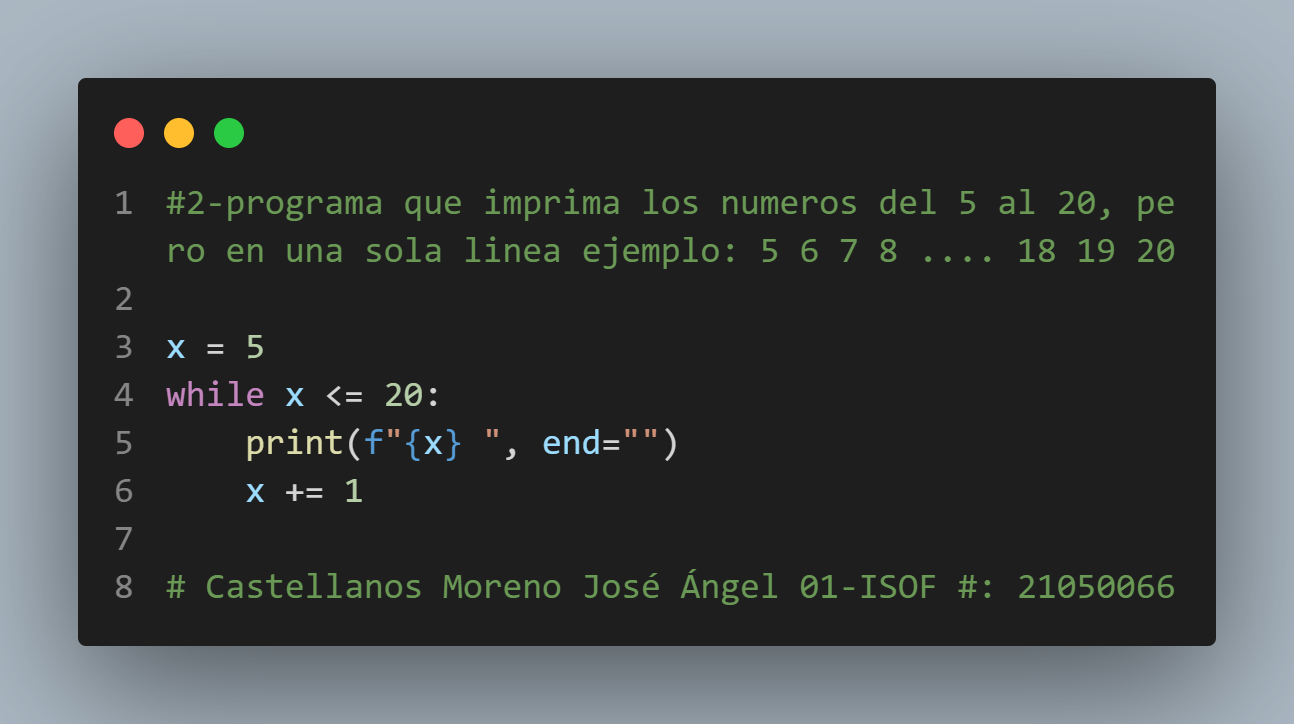 1 #2-programa que imprima los numeros del 5 al 20, pe
ro en una sola linea ejemplo: 5 6 7 8 .... 18 19 20
2
3 x = 5
4 while x <= 20:
5     print(f"{x} ", end="")
6     x += 1
7
8 # Castellanos Moreno José Ángel 01-ISOF #: 21050066